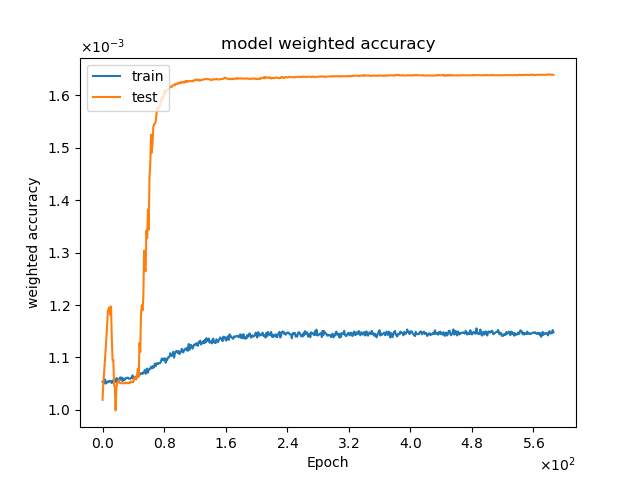 model weighted accuracy
×10⁻³
train
test
1.6
1.5
1.4
1.3
1.2
1.1
1.0
weighted accuracy
0.0 0.8 1.6 2.4 3.2 4.0 4.8 5.6
Epoch
×10²